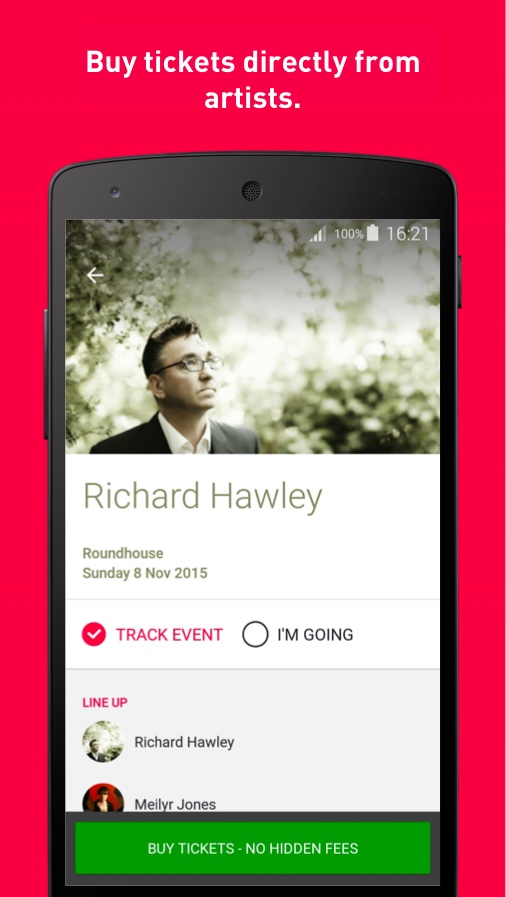 Buy tickets directly from
artists.
100% 16:21
Richard Hawley
Roundhouse
Sunday 8 Nov 2015
TRACK EVENT I'M GOING
LINE UP
Richard Hawley
Meilyr Jones
BUY TICKETS - NO HIDDEN FEES